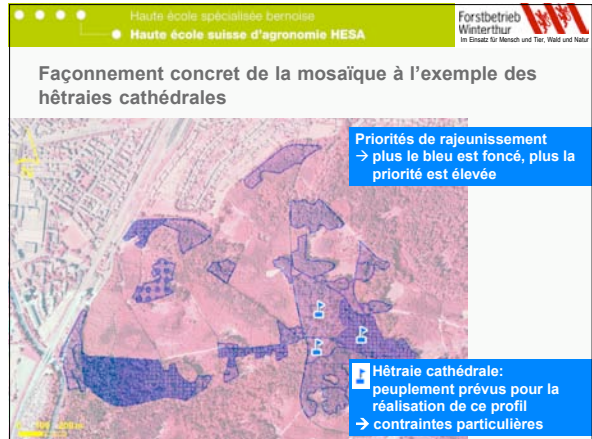 Haute école spécialisée bernoise
Haute école suisse d'agronomie HESA
Forstbetrieb
Winterthur
Im Einsatz für Mensch und Tier, Wald und Natur
Façonnement concret de la mosaïque à l'exemple des
hêtraies cathédrales
Priorités de rajeunissement
→ plus le bleu est foncé, plus la
priorité est élevée
Hêtraie cathédrale:
peuplement prévus pour la
réalisation de ce profil
→ contraintes particulières